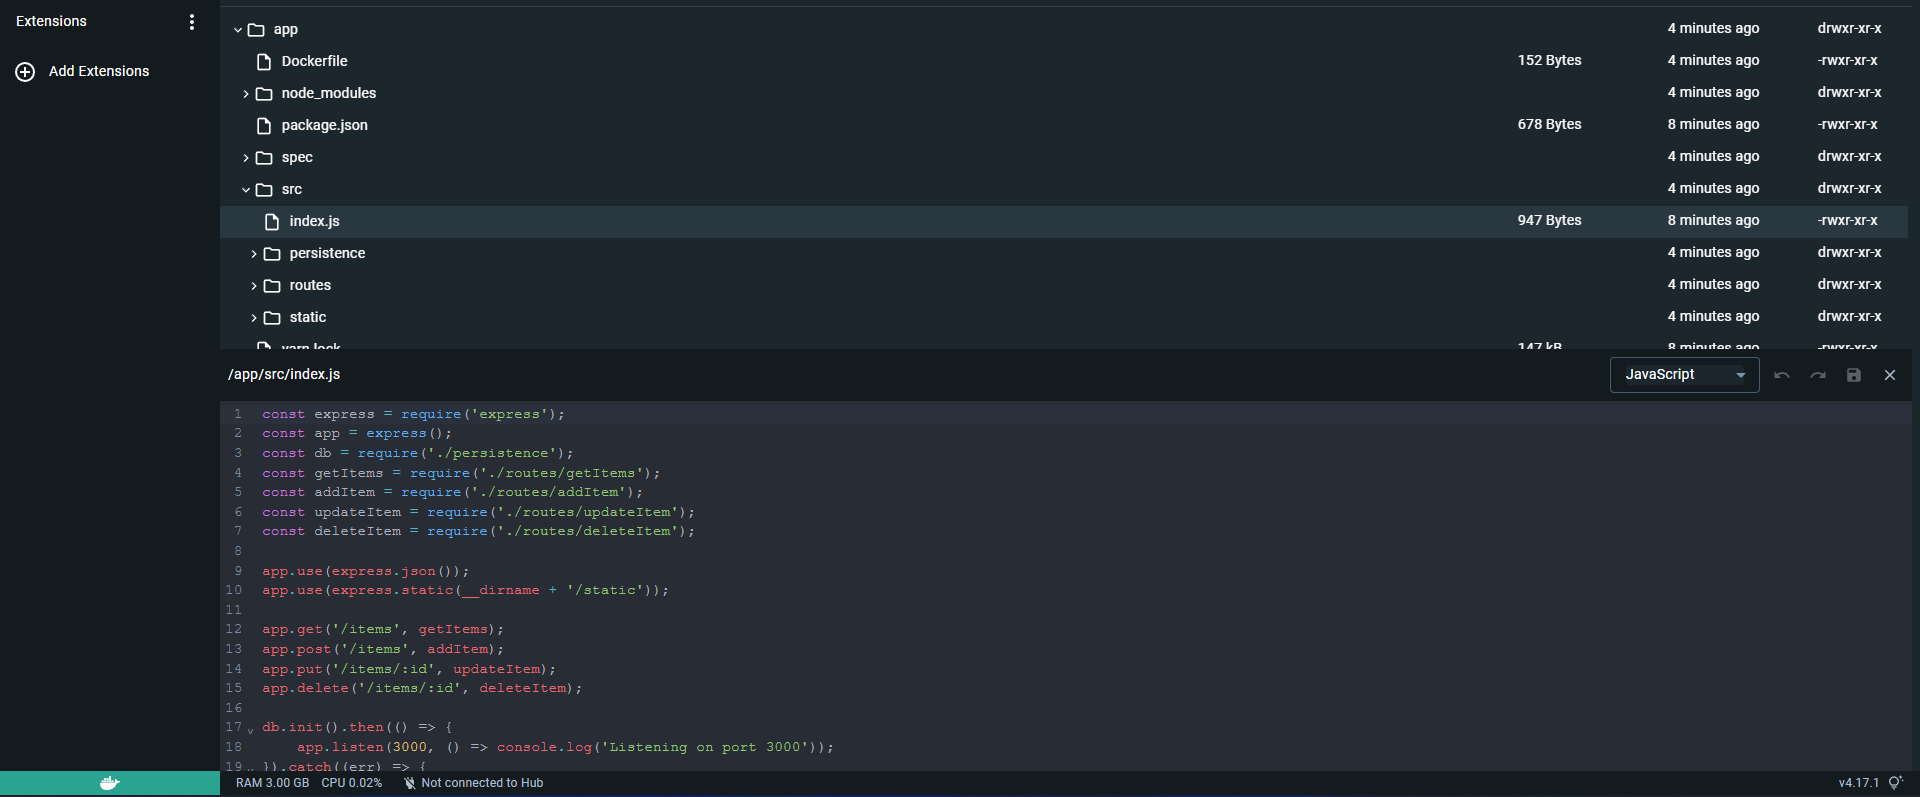 Extensions
Add Extensions
app 4 minutes ago drwxr-xr-x
Dockerfile 152 Bytes 4 minutes ago -rwxr-xr-x
node_modules 4 minutes ago drwxr-xr-x
package.json 678 Bytes 8 minutes ago -rwxr-xr-x
spec 4 minutes ago drwxr-xr-x
src 4 minutes ago drwxr-xr-x
index.js 947 Bytes 8 minutes ago -rwxr-xr-x
persistence 4 minutes ago drwxr-xr-x
routes 4 minutes ago drwxr-xr-x
static 4 minutes ago drwxr-xr-x
yarn.lock 147 kB 8 minutes ago -rwxr-xr-x
/app/src/index.js JavaScript
1 const express = require('express');
2 const app = express();
3 const db = require('./persistence');
4 const getItems = require('./routes/getItems');
5 const addItem = require('./routes/addItem');
6 const updateItem = require('./routes/updateItem');
7 const deleteItem = require('./routes/deleteItem');
8
9 app.use(express.json());
10 app.use(express.static(__dirname + '/static'));
11
12 app.get('/items', getItems);
13 app.post('/items', addItem);
14 app.put('/items/:id', updateItem);
15 app.delete('/items/:id', deleteItem);
16
17 db.init().then(() => {
18 app.listen(3000, () => console.log('Listening on port 3000'));
19 }).catch((err) => {
RAM 3.00 GB CPU 0.02% Not connected to Hub v4.17.1